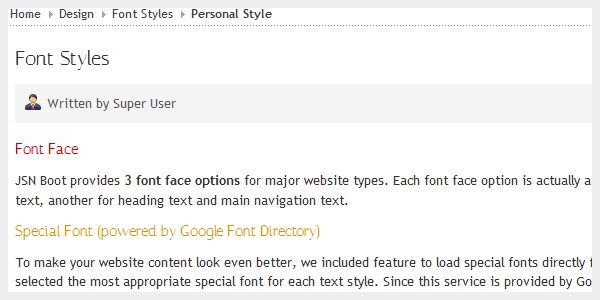 Home Design Font Styles Personal Style
Font Styles
Written by Super User
Font Face
JSN Boot provides 3 font face options for major website types. Each font face option is actually a
text, another for heading text and main navigation text.
Special Font (powered by Google Font Directory)
To make your website content look even better, we included feature to load special fonts directly
selected the most appropriate special font for each text style. Since this service is provided by